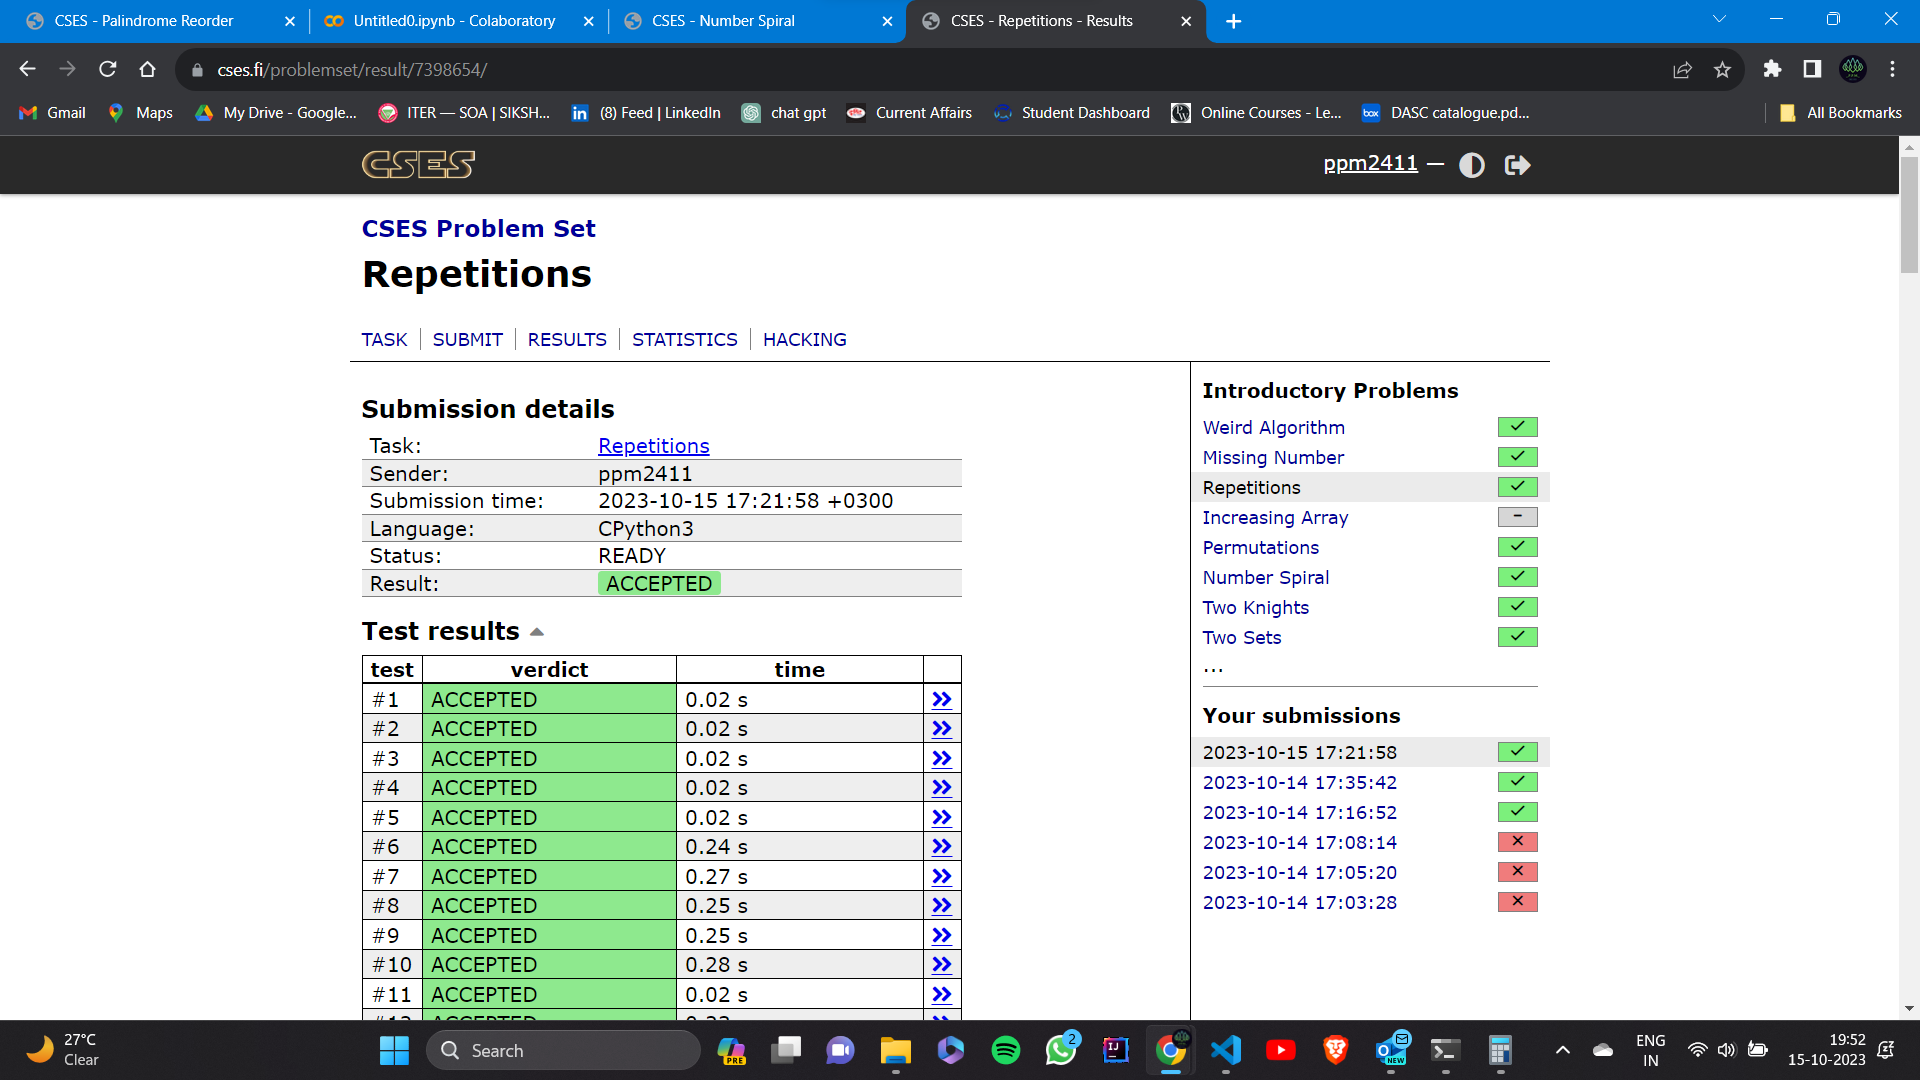 CSES - Palindrome Reorder
Untitled0.ipynb - Colaboratory
CSES - Number Spiral
CSES - Repetitions - Results
cses.fi/problemset/result/7398654/
Gmail
Maps
My Drive - Google...
ITER — SOA | SIKSH...
(8) Feed | LinkedIn
chat gpt
Current Affairs
Student Dashboard
Online Courses - Le...
DASC catalogue.pd...
All Bookmarks
CSES
ppm2411 —
CSES Problem Set
Repetitions
TASK | SUBMIT | RESULTS | STATISTICS | HACKING
Submission details
Task: Repetitions
Sender: ppm2411
Submission time: 2023-10-15 17:21:58 +0300
Language: CPython3
Status: READY
Result: ACCEPTED
Test results
test verdict time
#1 ACCEPTED 0.02 s
#2 ACCEPTED 0.02 s
#3 ACCEPTED 0.02 s
#4 ACCEPTED 0.02 s
#5 ACCEPTED 0.02 s
#6 ACCEPTED 0.24 s
#7 ACCEPTED 0.27 s
#8 ACCEPTED 0.25 s
#9 ACCEPTED 0.25 s
#10 ACCEPTED 0.28 s
#11 ACCEPTED 0.02 s
Introductory Problems
Weird Algorithm
Missing Number
Repetitions
Increasing Array
Permutations
Number Spiral
Two Knights
Two Sets
...
Your submissions
2023-10-15 17:21:58
2023-10-14 17:35:42
2023-10-14 17:16:52
2023-10-14 17:08:14
2023-10-14 17:05:20
2023-10-14 17:03:28
27°C
Clear
Search
PRE
2
IJ
NEW
ENG
IN
19:52
15-10-2023